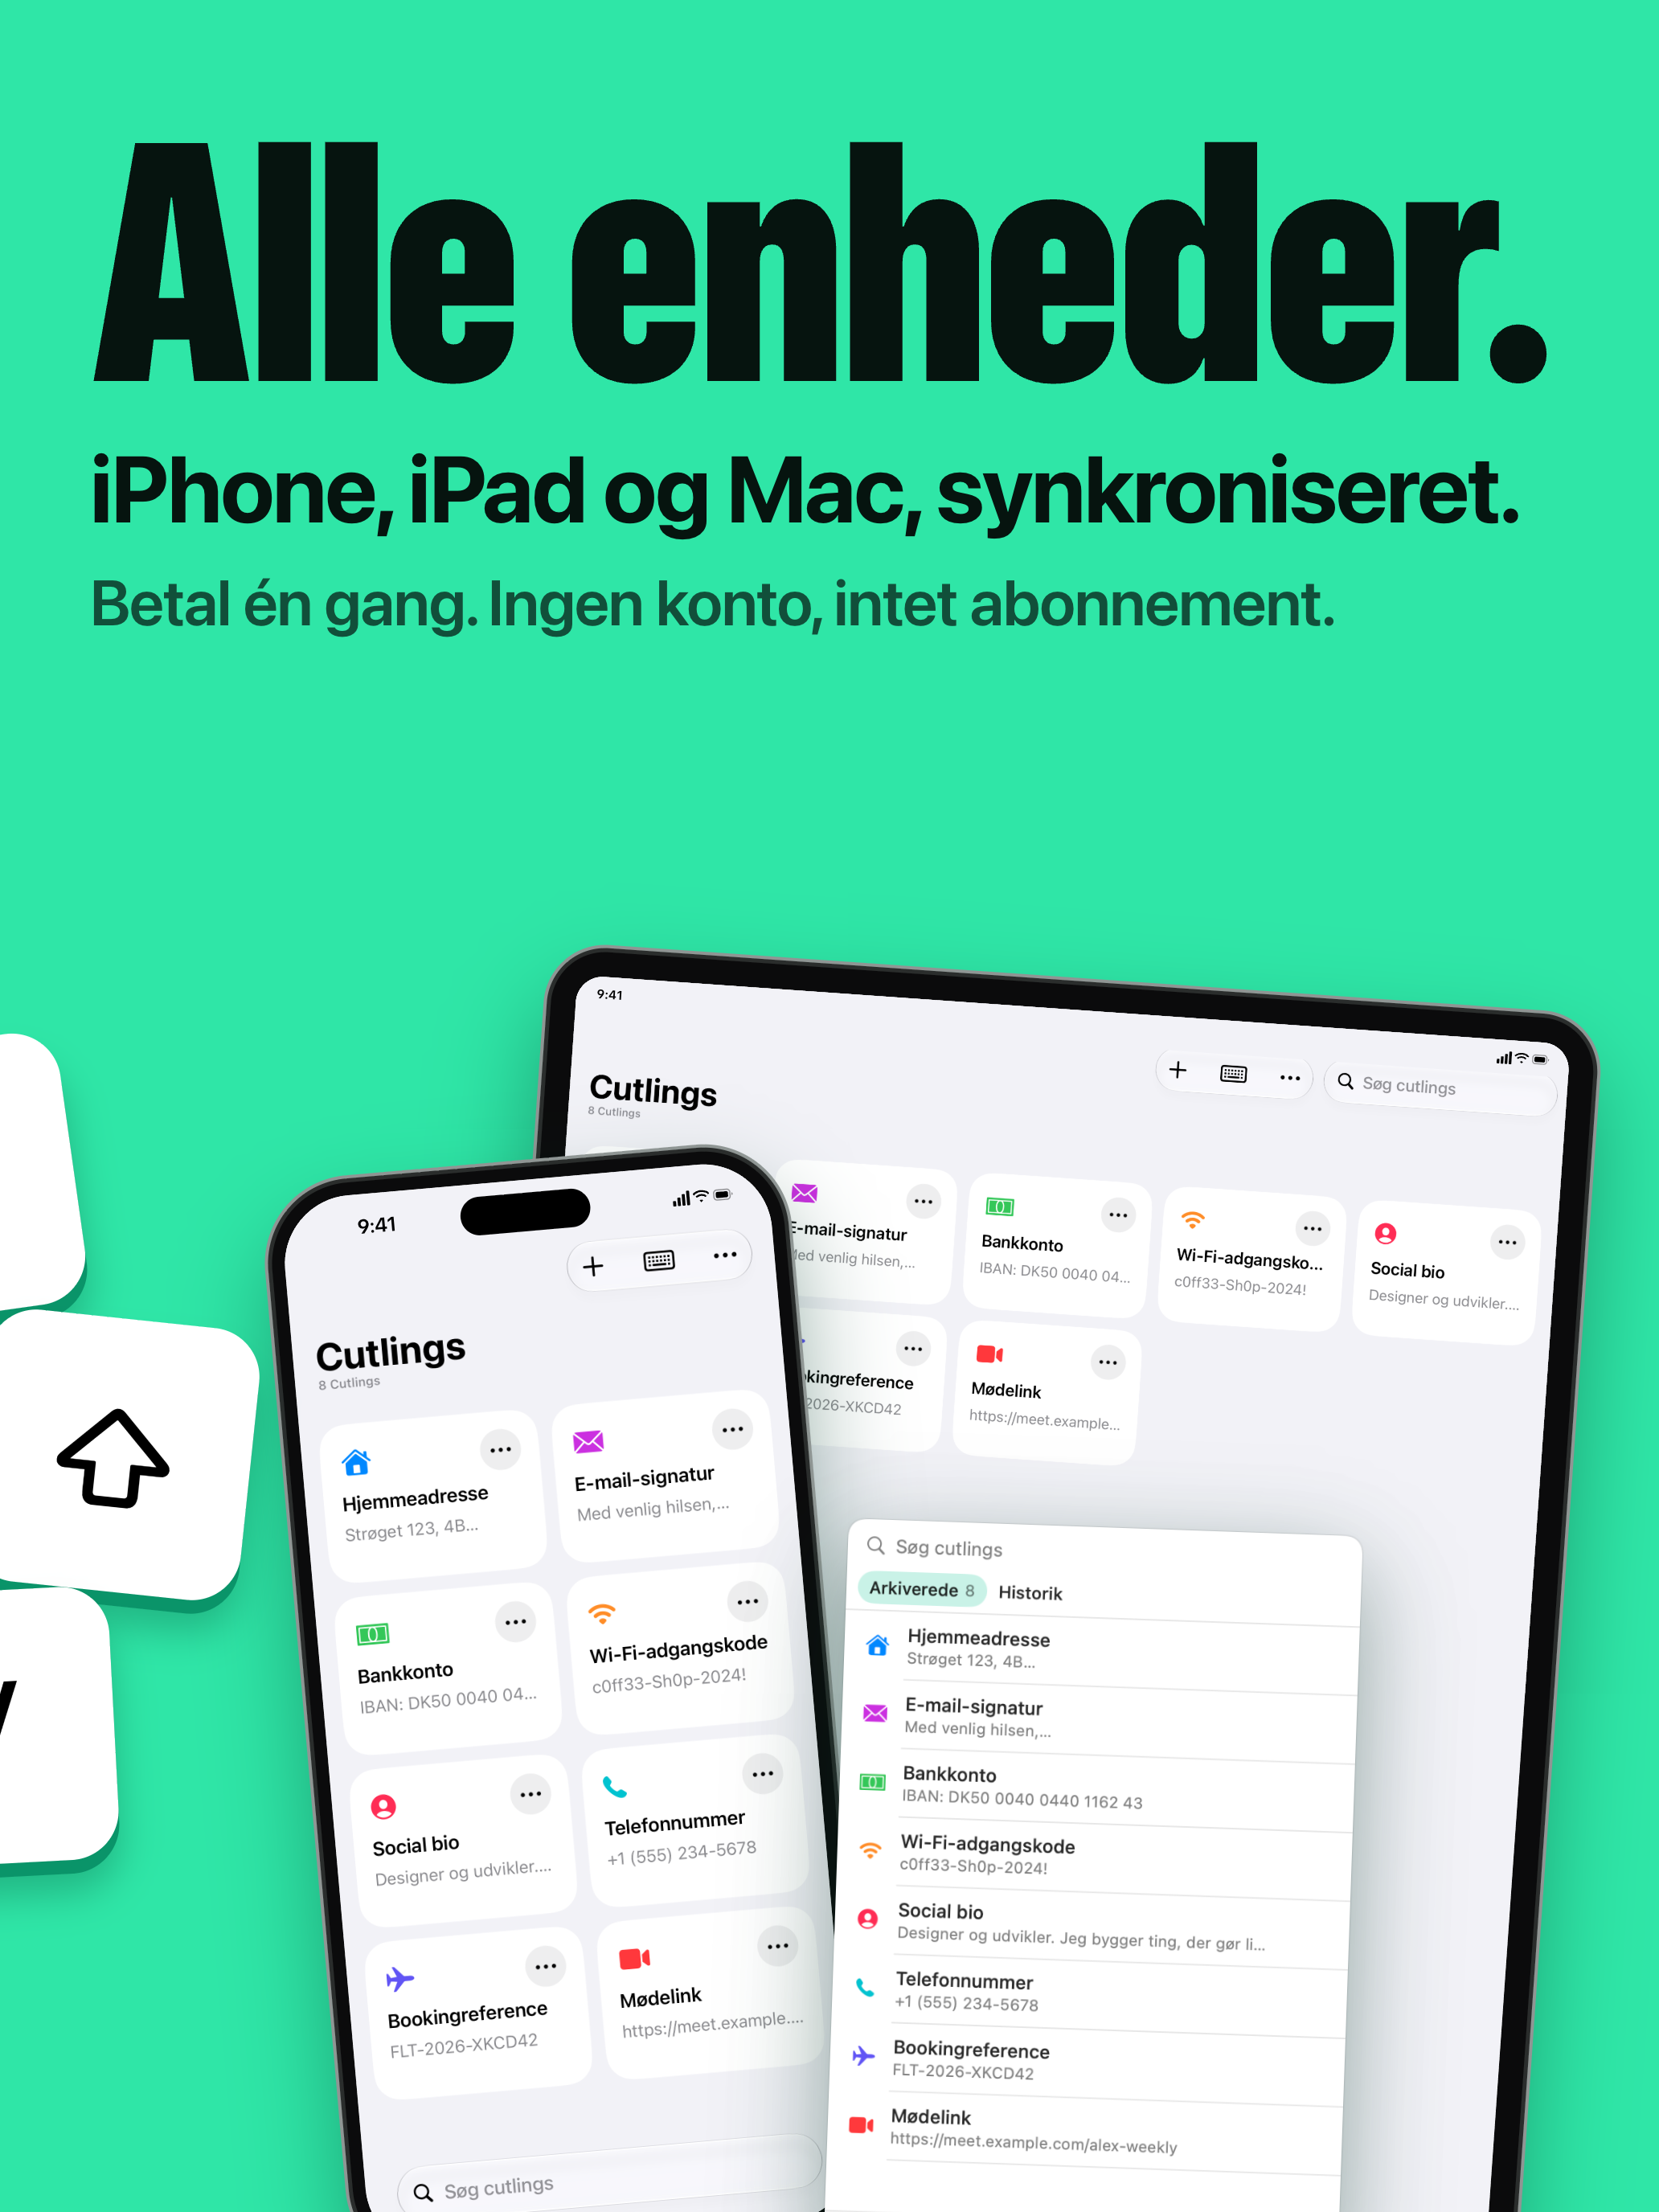 Alle enheder.
iPhone, iPad og Mac, synkroniseret.
Betal én gang. Ingen konto, intet abonnement.
9:41
Cutlings
8 Cutlings
Søg cutlings
E-mail-signatur
Med venlig hilsen,...
Bankkonto
IBAN: DK50 0040 04...
Wi-Fi-adgangsko...
c0ff33-Sh0p-2024!
Social bio
Designer og udvikler....
kingreference
2026-XKCD42
Mødelink
https://meet.example...
9:41
Cutlings
8 Cutlings
Hjemmeadresse
Strøget 123, 4B...
E-mail-signatur
Med venlig hilsen,...
Bankkonto
IBAN: DK50 0040 04...
Wi-Fi-adgangskode
c0ff33-Sh0p-2024!
Social bio
Designer og udvikler....
Telefonnummer
+1 (555) 234-5678
Bookingreference
FLT-2026-XKCD42
Mødelink
https://meet.example....
Søg cutlings
Søg cutlings
Arkiverede 8 Historik
Hjemmeadresse
Strøget 123, 4B...
E-mail-signatur
Med venlig hilsen,...
Bankkonto
IBAN: DK50 0040 0440 1162 43
Wi-Fi-adgangskode
c0ff33-Sh0p-2024!
Social bio
Designer og udvikler. Jeg bygger ting, der gør li...
Telefonnummer
+1 (555) 234-5678
Bookingreference
FLT-2026-XKCD42
Mødelink
https://meet.example.com/alex-weekly